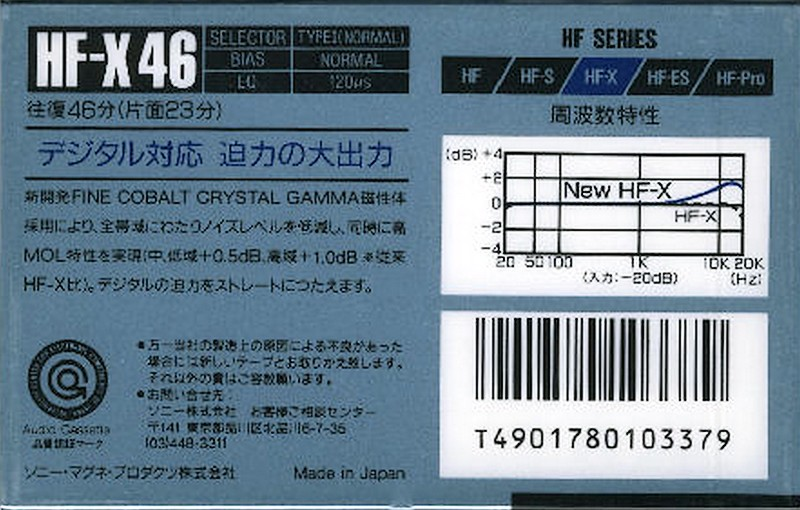 HF-X 46
SELECTOR TYPE I (NORMAL)
BIAS NORMAL
EQ 120μs
往復46分(片面23分)
デジタル対応 迫力の大出力
新開発FINE COBALT CRYSTAL GAMMA磁性体
採用により、全帯域にわたりノイズレベルを低減し、同時に高
MOL特性を実現(中、低域+0.5dB、高域+1.0dB ※従来
HF-X比)。デジタルの迫力をストレートにつたえます。
Audio Cassette
品質認証マーク
●万一当社の製造上の原因による不良があった
場合には新しいテープとお取りかえ致します。
それ以外の責はご容赦願います。
●お問い合せ先:
ソニー株式会社 お客様ご相談センター
〒141 東京都品川区北品川6-7-35
(03)448-3311
ソニー・マグネ・プロダクツ株式会社 Made in Japan
HF SERIES
HF HF-S HF-X HF-ES HF-Pro
周波数特性
(dB) +4
+2
0
-2
-4
New HF-X
HF-X
20 50 100 1K 10K 20K
(入力:-20dB) (Hz)
T4901780103379